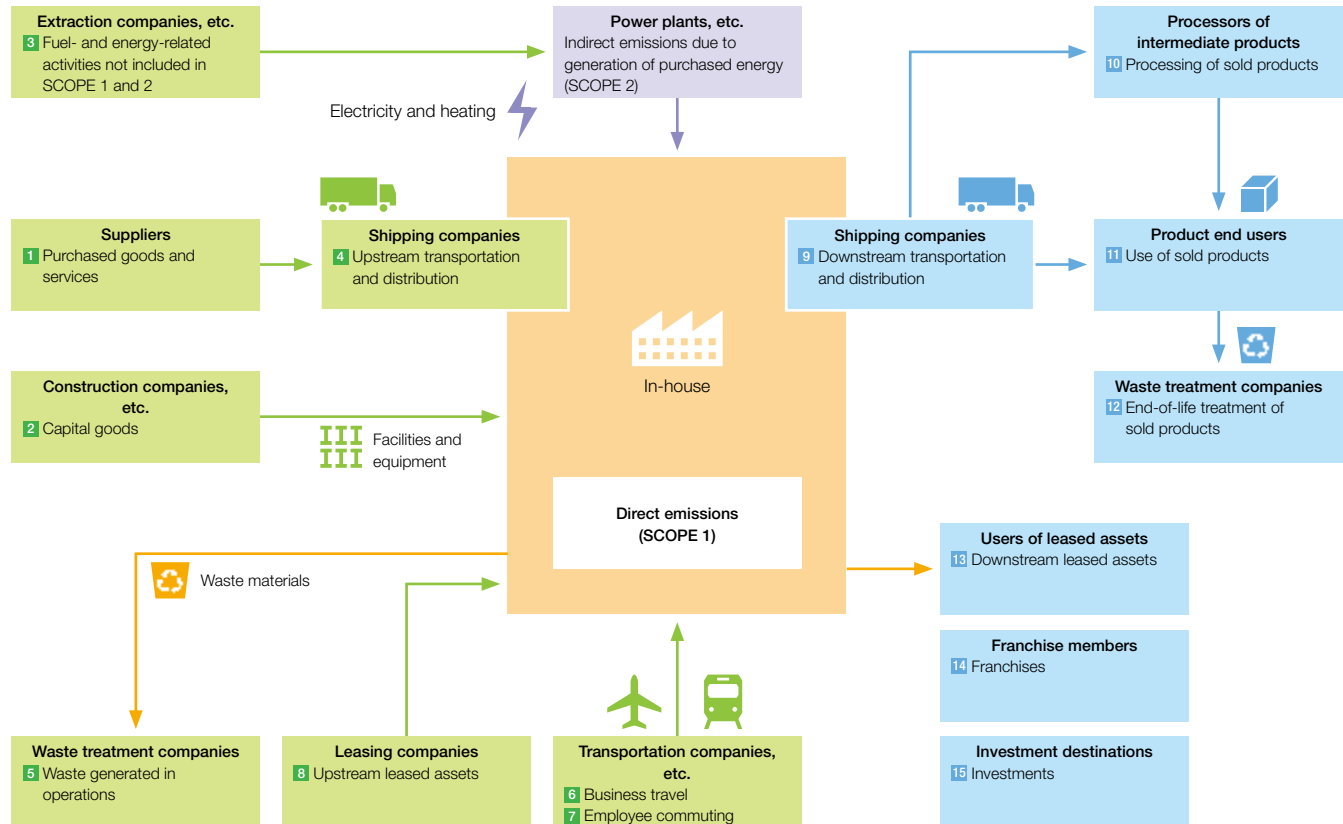 Extraction companies, etc.
3 Fuel- and energy-related
activities not included in
SCOPE 1 and 2
Power plants, etc.
Indirect emissions due to
generation of purchased energy
(SCOPE 2)
Processors of
intermediate products
10 Processing of sold products
Electricity and heating
Suppliers
1 Purchased goods and
services
Shipping companies
4 Upstream transportation
and distribution
Shipping companies
9 Downstream transportation
and distribution
Product end users
11 Use of sold products
In-house
Construction companies,
etc.
2 Capital goods
Facilities and
equipment
Waste treatment companies
12 End-of-life treatment of
sold products
Direct emissions
(SCOPE 1)
Waste materials
Users of leased assets
13 Downstream leased assets
Franchise members
14 Franchises
Waste treatment companies
5 Waste generated in
operations
Leasing companies
8 Upstream leased assets
Transportation companies,
etc.
6 Business travel
7 Employee commuting
Investment destinations
15 Investments